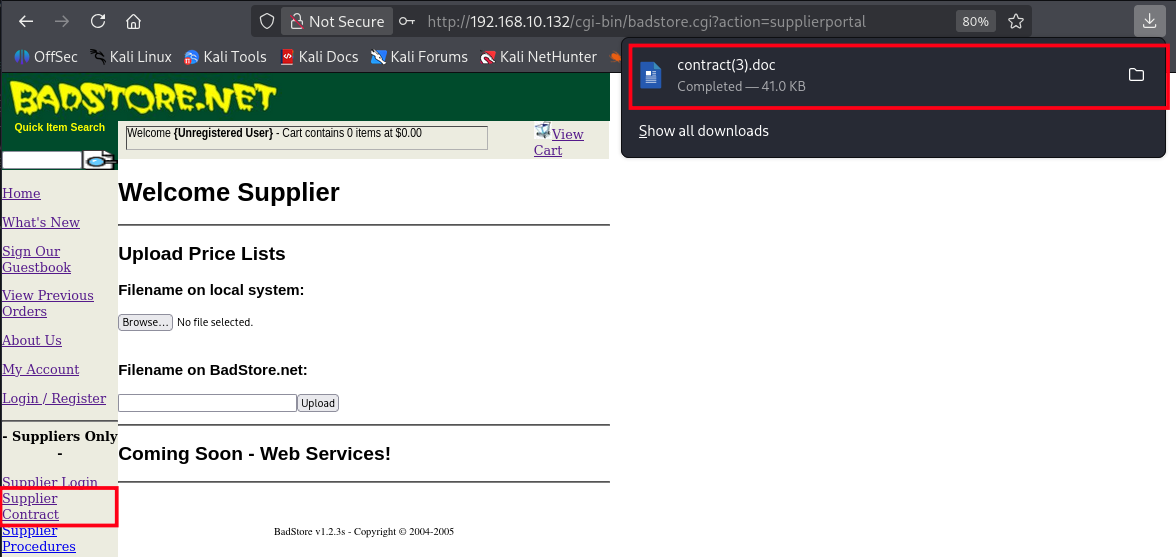 Not Secure
http://192.168.10.132/cgi-bin/badstore.cgi?action=supplierportal
80%
OffSec
Kali Linux
Kali Tools
Kali Docs
Kali Forums
Kali NetHunter
contract(3).doc
Completed — 41.0 KB
Show all downloads
BADSTORE.NET
Quick Item Search
Welcome {Unregistered User} - Cart contains 0 items at $0.00
View
Cart
Home
What's New
Sign Our
Guestbook
View Previous
Orders
About Us
My Account
Login / Register
- Suppliers Only
-
Supplier Login
Supplier
Contract
Supplier
Procedures
Welcome Supplier
Upload Price Lists
Filename on local system:
Browse... No file selected.
Filename on BadStore.net:
Upload
Coming Soon - Web Services!
BadStore v1.2.3s - Copyright © 2004-2005